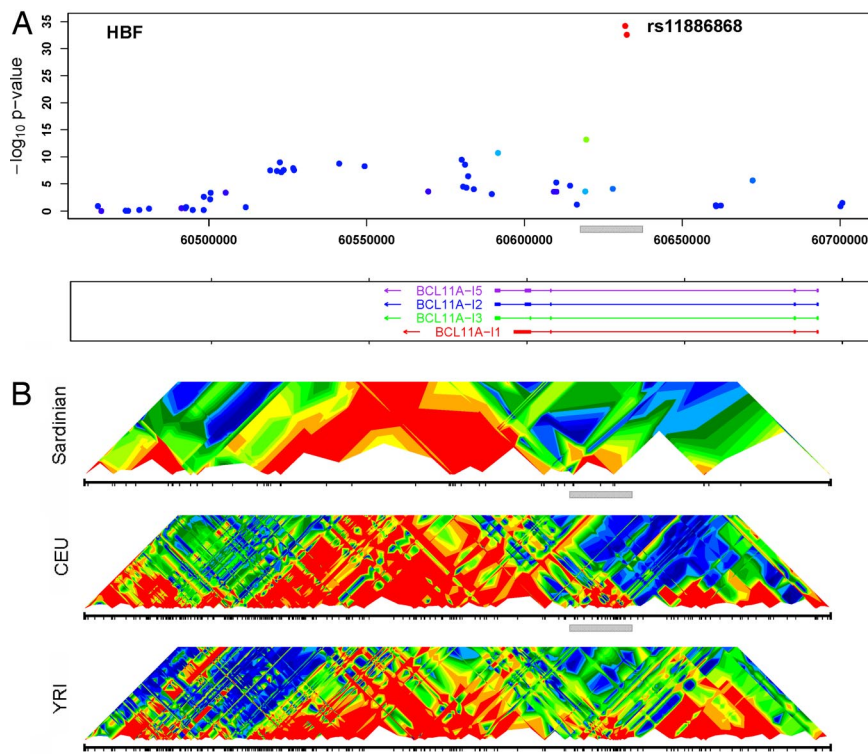 A
HBF
rs11886868
−log10 p−value
35
30
25
20
15
10
5
0
60500000
60550000
60600000
60650000
60700000
BCL11A−I5
BCL11A−I2
BCL11A−I3
BCL11A−I1
B
Sardinian
CEU
YRI